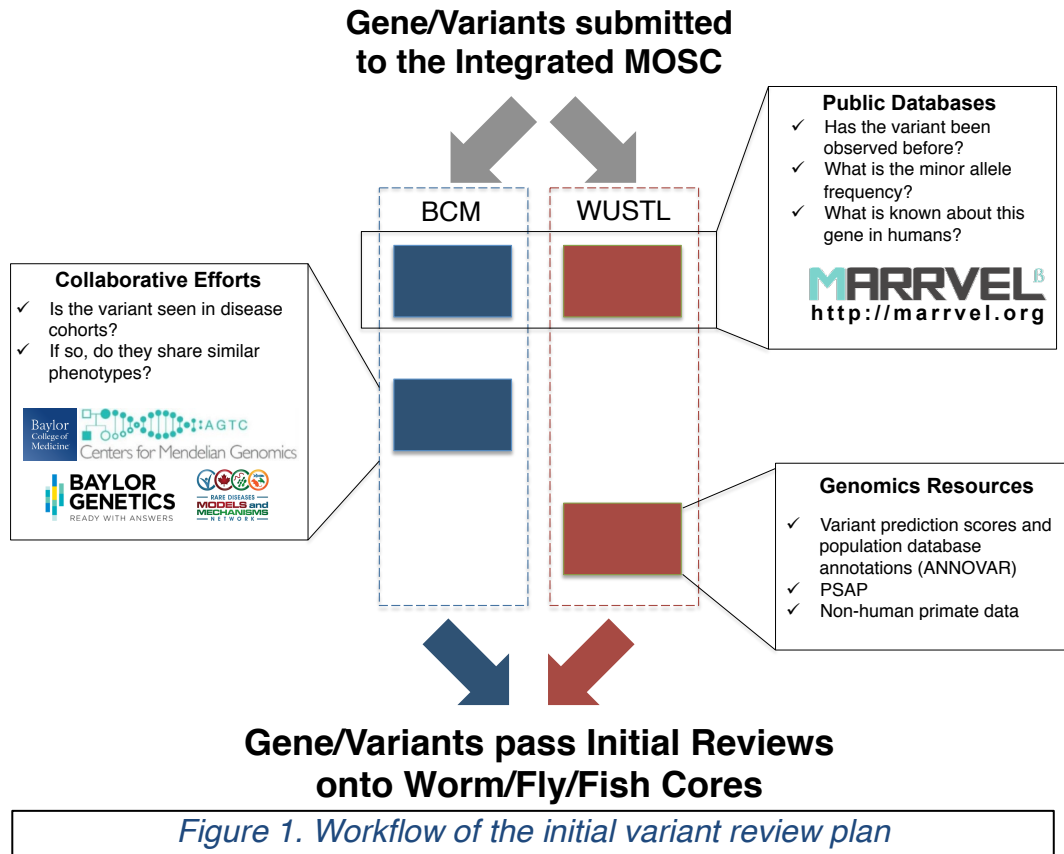 Gene/Variants submitted
to the Integrated MOSC
Public Databases
✓ Has the variant been
observed before?
✓ What is the minor allele
frequency?
✓ What is known about this
gene in humans?
MARRVEL β
http://marrvel.org
BCM
WUSTL
Collaborative Efforts
✓ Is the variant seen in disease
cohorts?
✓ If so, do they share similar
phenotypes?
Baylor
College of
Medicine
AGTC
Centers for Mendelian Genomics
BAYLOR
GENETICS
READY WITH ANSWERS
RARE DISEASES
MODELS and
MECHANISMS
NETWORK
Genomics Resources
✓ Variant prediction scores and
population database
annotations (ANNOVAR)
✓ PSAP
✓ Non-human primate data
Gene/Variants pass Initial Reviews
onto Worm/Fly/Fish Cores
Figure 1. Workflow of the initial variant review plan